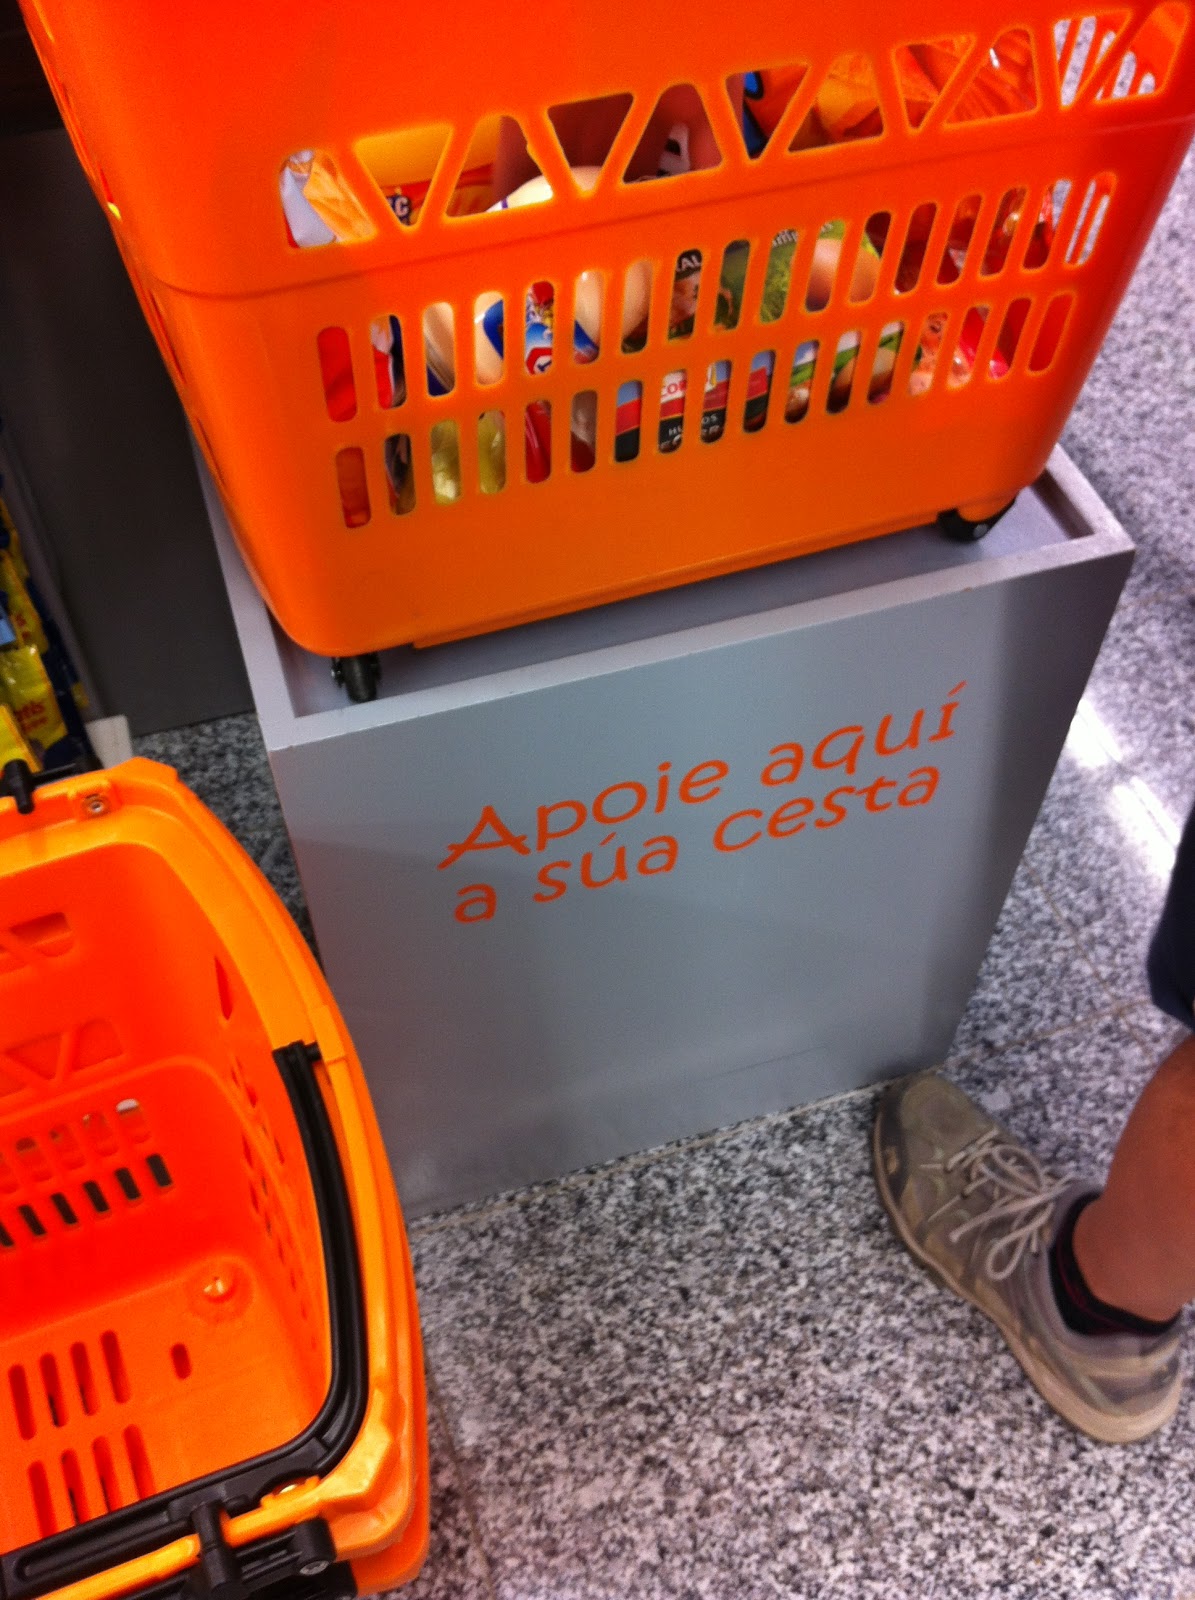 Apoie aquí
a súa cesta